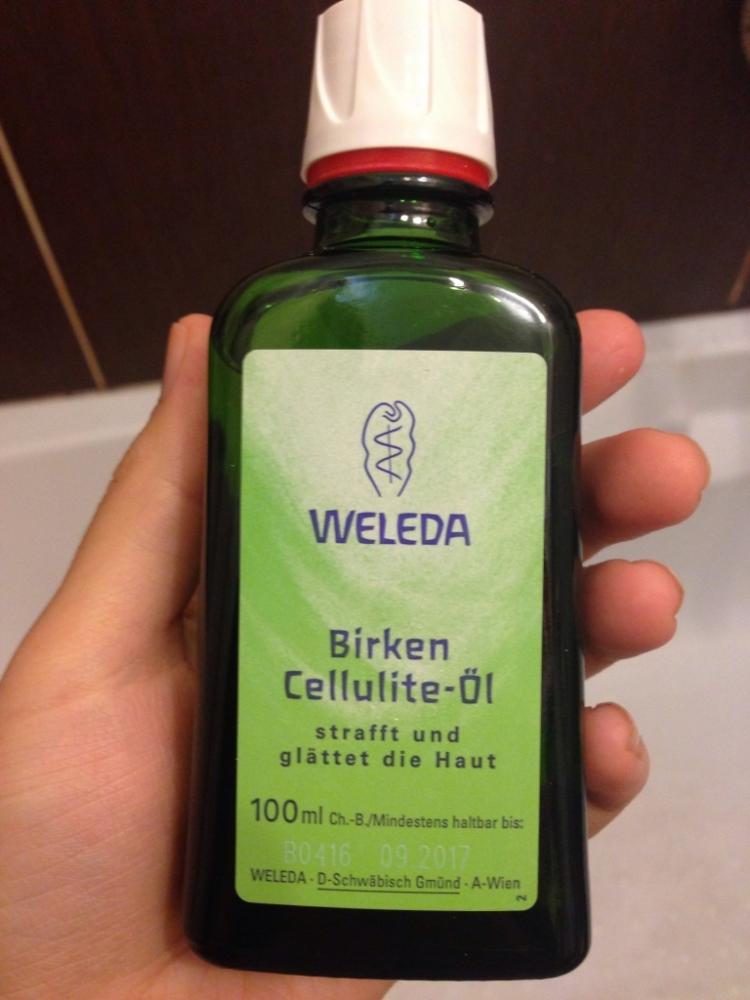 WELEDA
Birken
Cellulite-Öl
strafft und
glättet die Haut
100ml Ch.-B./Mindestens haltbar bis:
B0416 09.2017
WELEDA · D-Schwäbisch Gmünd · A-Wien
2